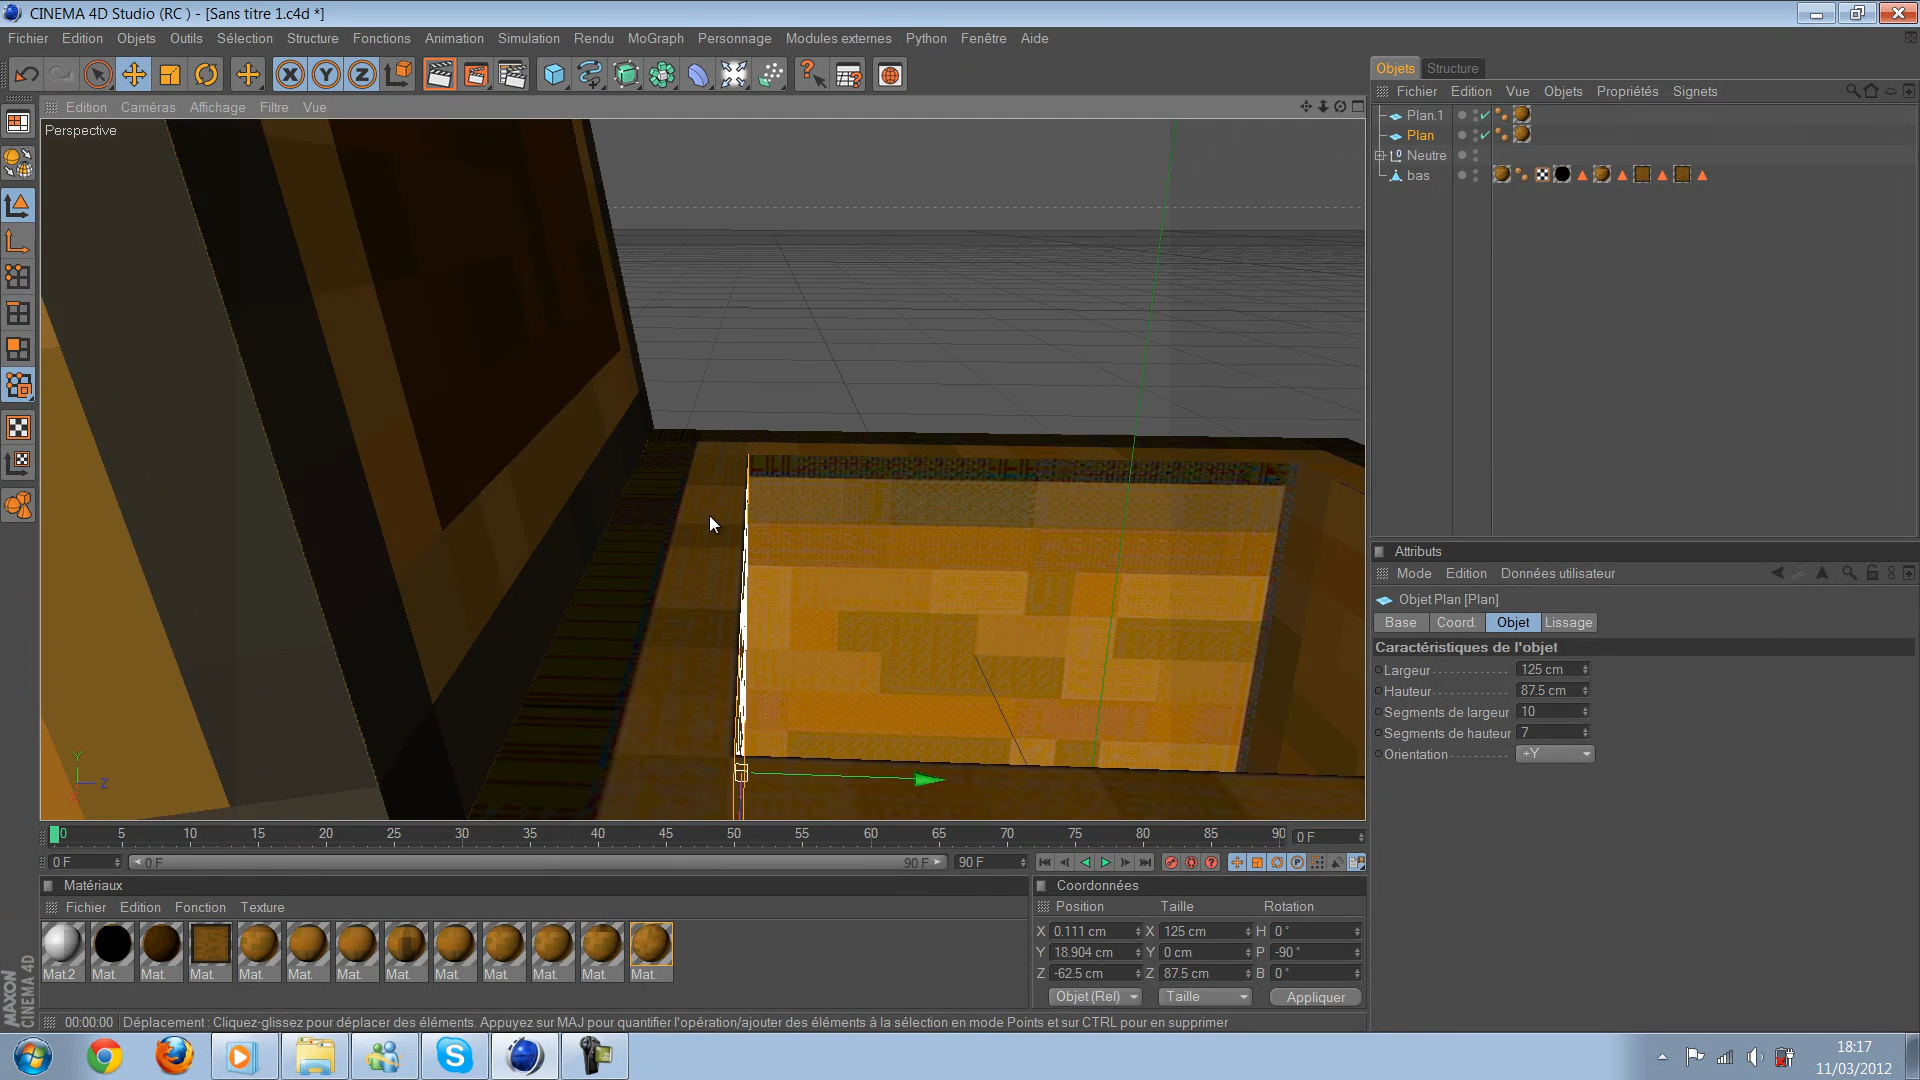 CINEMA 4D Studio (RC ) - [Sans titre 1.c4d *]
Fichier Edition Objets Outils Sélection Structure Fonctions Animation Simulation Rendu MoGraph Personnage Modules externes Python Fenêtre Aide
Objets Structure
Fichier Edition Vue Objets Propriétés Signets
Edition Caméras Affichage Filtre Vue
Perspective
Plan.1
Plan
Neutre
bas
Attributs
Mode Edition Données utilisateur
Objet Plan [Plan]
Base Coord. Objet Lissage
Caractéristiques de l'objet
Largeur 125 cm
Hauteur 87.5 cm
Segments de largeur 10
Segments de hauteur 7
Orientation +Y
Y
Z
X
0 5 10 15 20 25 30 35 40 45 50 55 60 65 70 75 80 85 90 0 F
0 F 0 F 90 F 90 F
Matériaux
Fichier Edition Fonction Texture
Mat.2 Mat. Mat. Mat. Mat. Mat. Mat. Mat. Mat. Mat. Mat. Mat. Mat.
Coordonnées
Position Taille Rotation
X 0.111 cm X 125 cm H 0 °
Y 18.904 cm Y 0 cm P -90 °
Z -62.5 cm Z 87.5 cm B 0 °
Objet (Rel) Taille Appliquer
MAXON
CINEMA 4D
00:00:00 Déplacement : Cliquez-glissez pour déplacer des éléments. Appuyez sur MAJ pour quantifier l'opération/ajouter des éléments à la sélection en mode Points et sur CTRL pour en supprimer
18:17
11/03/2012